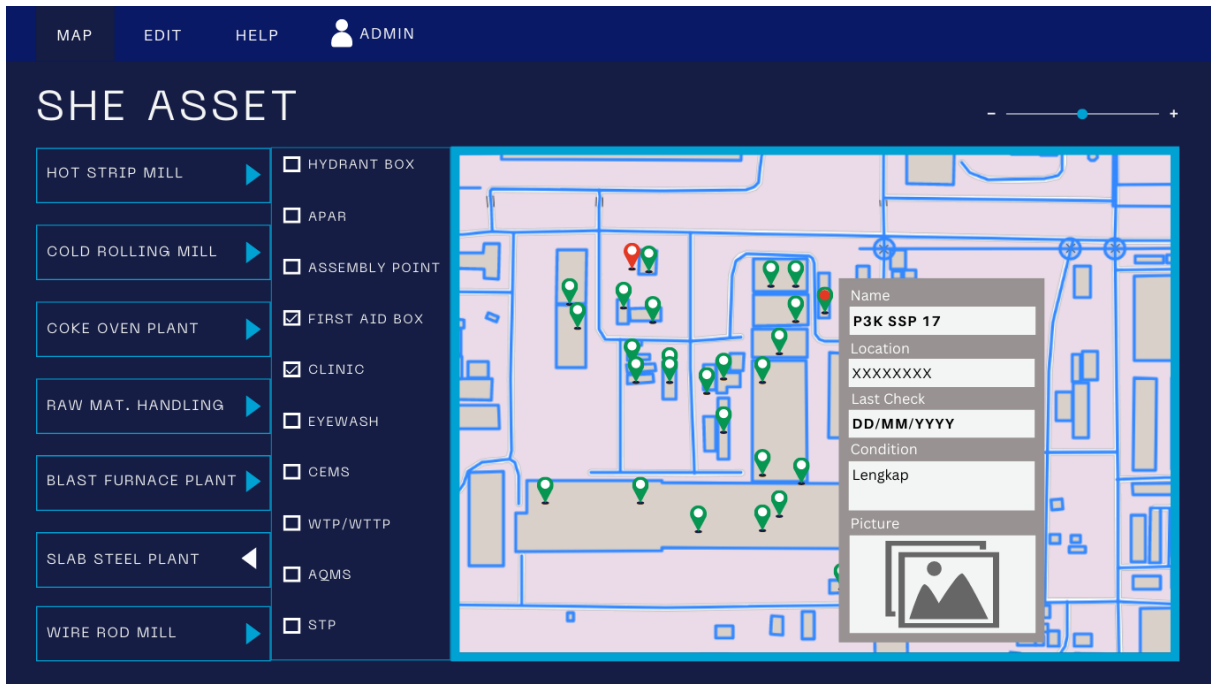 MAP
EDIT
HELP
ADMIN
SHE ASSET
- +
HOT STRIP MILL
COLD ROLLING MILL
COKE OVEN PLANT
RAW MAT. HANDLING
BLAST FURNACE PLANT
SLAB STEEL PLANT
WIRE ROD MILL
HYDRANT BOX
APAR
ASSEMBLY POINT
FIRST AID BOX
CLINIC
EYEWASH
CEMS
WTP/WTTP
AQMS
STP
Name
P3K SSP 17
Location
XXXXXXXX
Last Check
DD/MM/YYYY
Condition
Lengkap
Picture